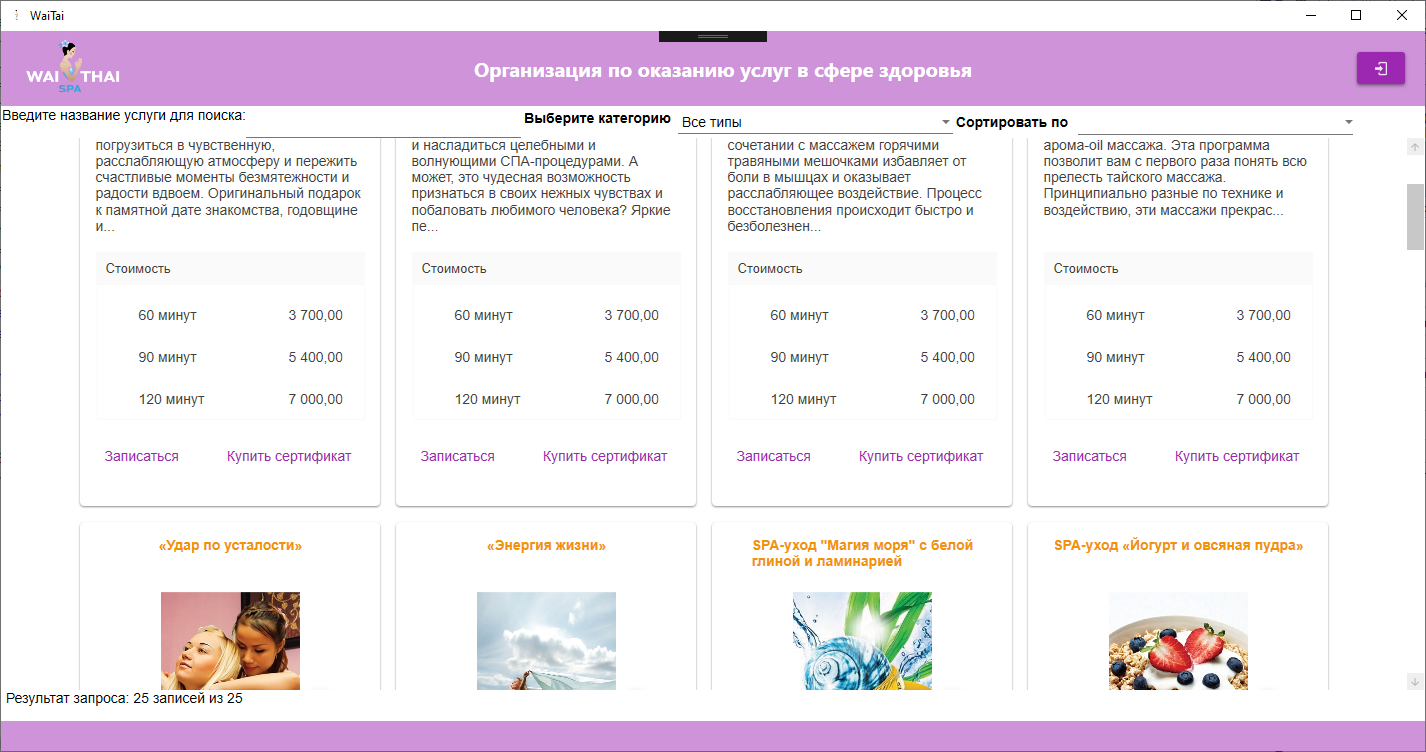 WaiTai
WAI THAI
SPA
Организация по оказанию услуг в сфере здоровья
Введите название услуги для поиска:
Выберите категорию
Все типы
Сортировать по
погрузиться в чувственную,
расслабляющую атмосферу и пережить
счастливые моменты безмятежности и
радости вдвоем. Оригинальный подарок
к памятной дате знакомства, годовщине
и...
Стоимость
60 минут 3 700,00
90 минут 5 400,00
120 минут 7 000,00
Записаться Купить сертификат
и насладиться целебными и
волнующими СПА-процедурами. А
может, это чудесная возможность
признаться в своих нежных чувствах и
побаловать любимого человека? Яркие
пе...
Стоимость
60 минут 3 700,00
90 минут 5 400,00
120 минут 7 000,00
Записаться Купить сертификат
сочетании с массажем горячими
травяными мешочками избавляет от
боли в мышцах и оказывает
расслабляющее воздействие. Процесс
восстановления происходит быстро и
безболезнен...
Стоимость
60 минут 3 700,00
90 минут 5 400,00
120 минут 7 000,00
Записаться Купить сертификат
арома-oil массажа. Эта программа
позволит вам с первого раза понять всю
прелесть тайского массажа.
Принципиально разные по технике и
воздействию, эти массажи прекрас...
Стоимость
60 минут 3 700,00
90 минут 5 400,00
120 минут 7 000,00
Записаться Купить сертификат
«Удар по усталости»
«Энергия жизни»
SPA-уход "Магия моря" с белой
глиной и ламинарией
SPA-уход «Йогурт и овсяная пудра»
Результат запроса: 25 записей из 25